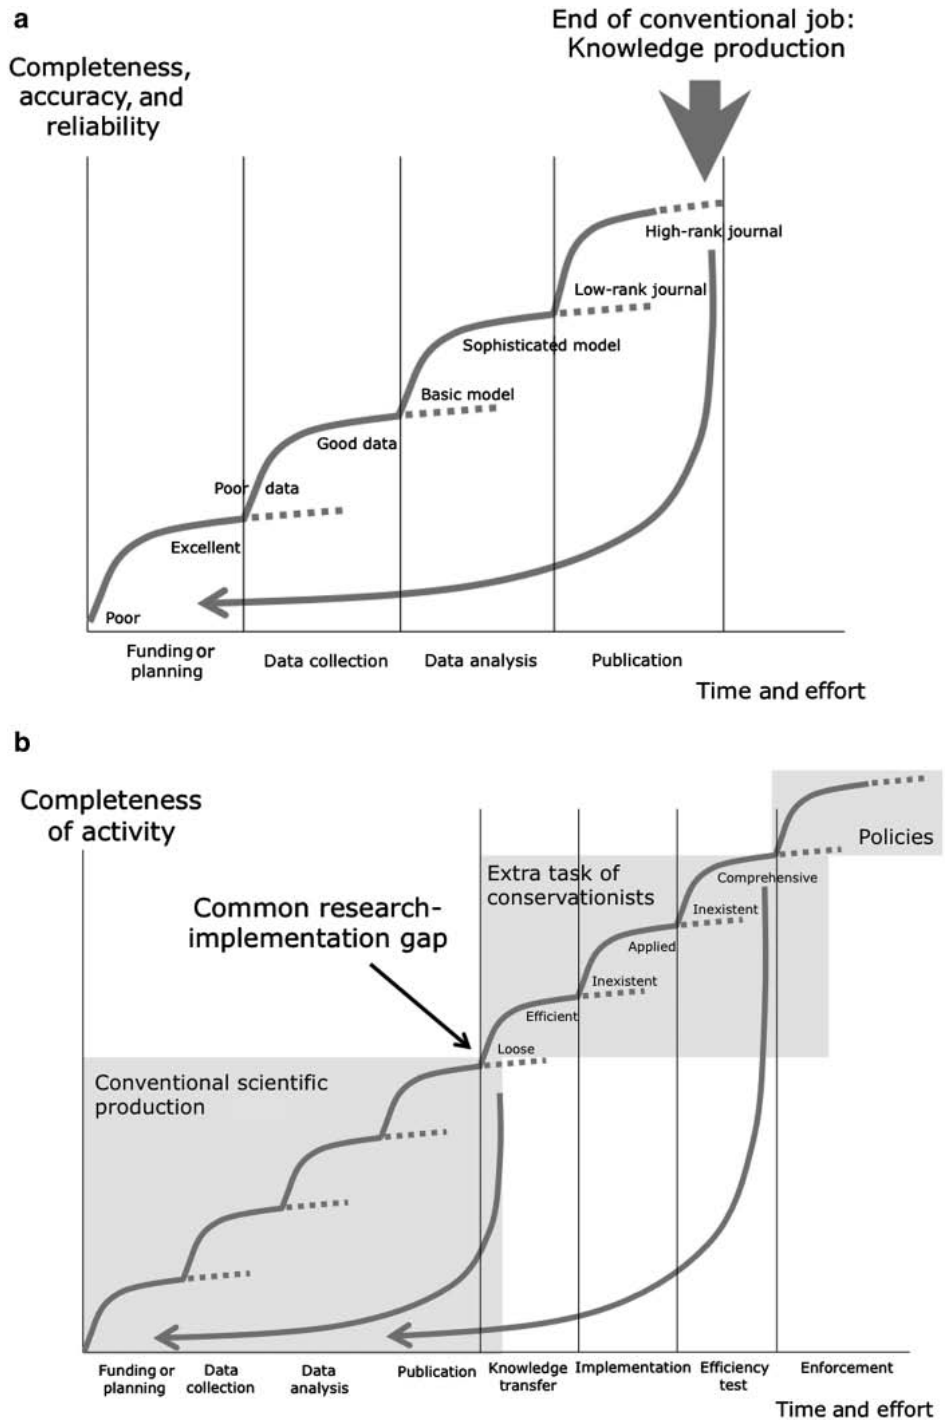 a
End of conventional job:
Knowledge production
Completeness,
accuracy, and
reliability
High-rank journal
Low-rank journal
Sophisticated model
Basic model
Good data
Poor data
Excellent
Poor
Funding or
planning
Data collection
Data analysis
Publication
Time and effort
b
Completeness
of activity
Policies
Extra task of
conservationists
Comprehensive
Common research-
implementation gap
Inexistent
Applied
Inexistent
Efficient
Loose
Conventional scientific
production
Funding or
planning
Data
collection
Data
analysis
Publication
Knowledge
transfer
Implementation
Efficiency
test
Enforcement
Time and effort